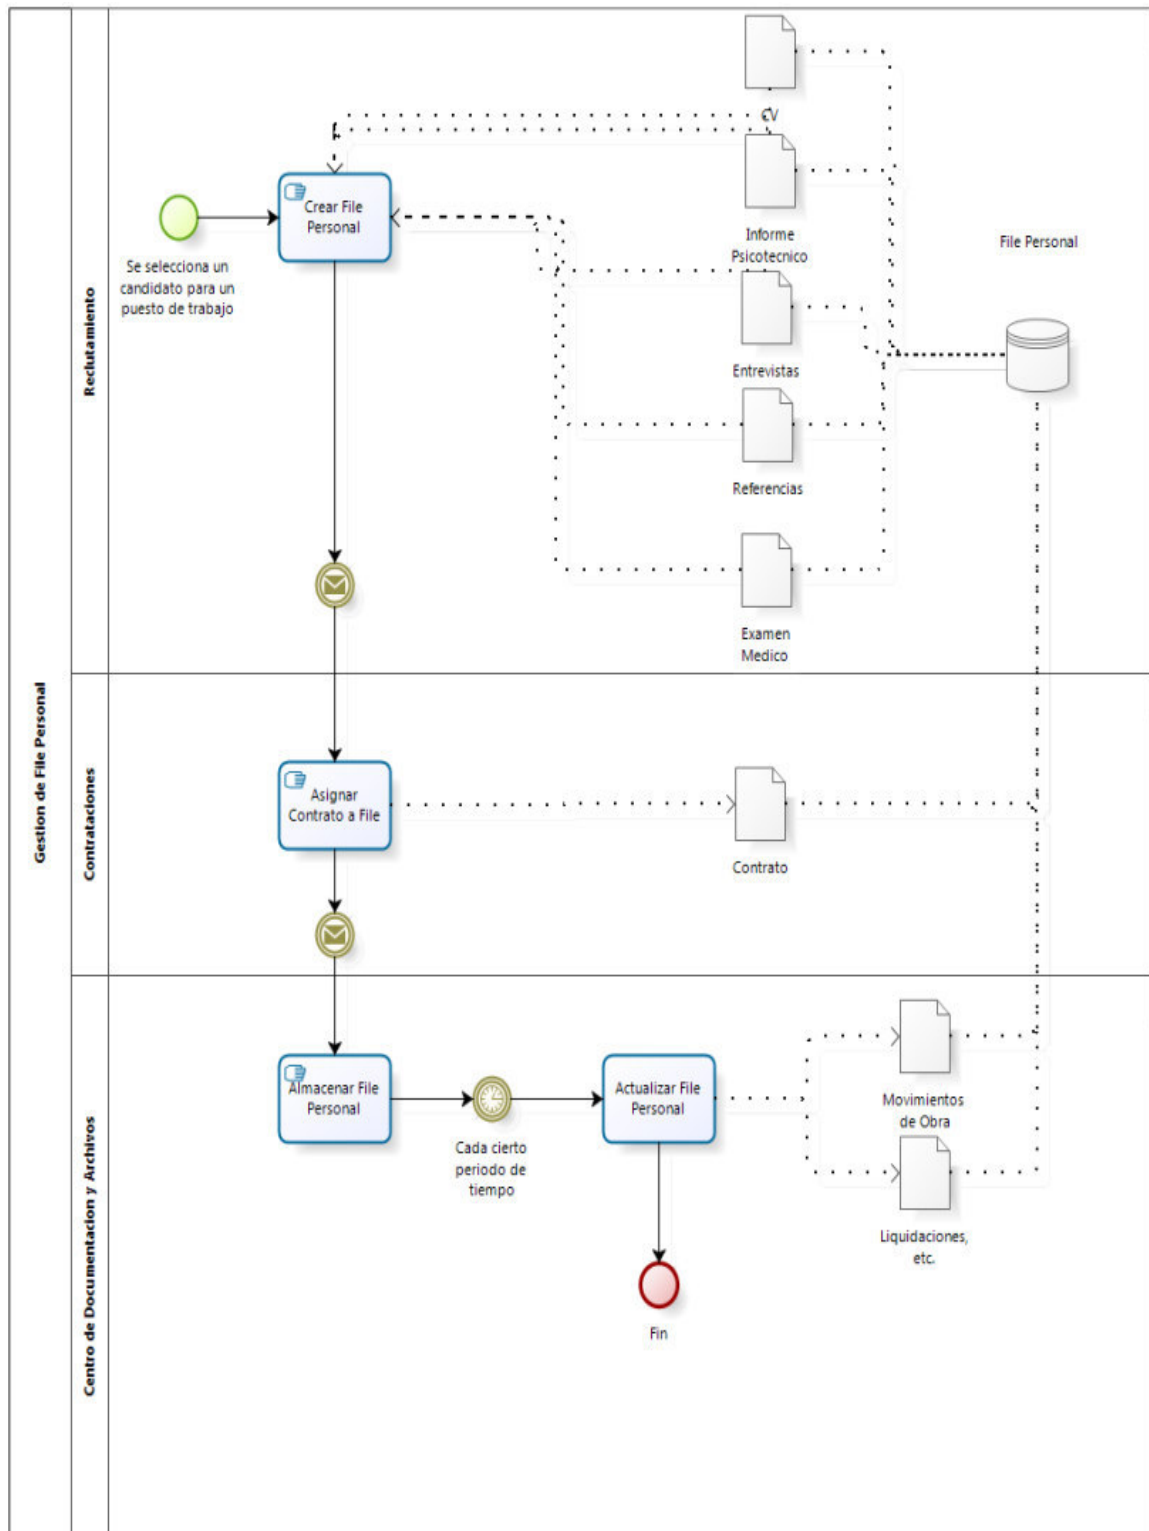 Gestion de File Personal
Reclutamiento
CV
Crear File
Personal
Se selecciona un
candidato para un
puesto de trabajo
Informe
Psicotecnico
File Personal
Entrevistas
Referencias
Examen
Medico
Contrataciones
Asignar
Contrato a File
Contrato
Centro de Documentacion y Archivos
Almacenar File
Personal
Cada cierto
periodo de
tiempo
Actualizar File
Personal
Movimientos
de Obra
Liquidaciones,
etc.
Fin